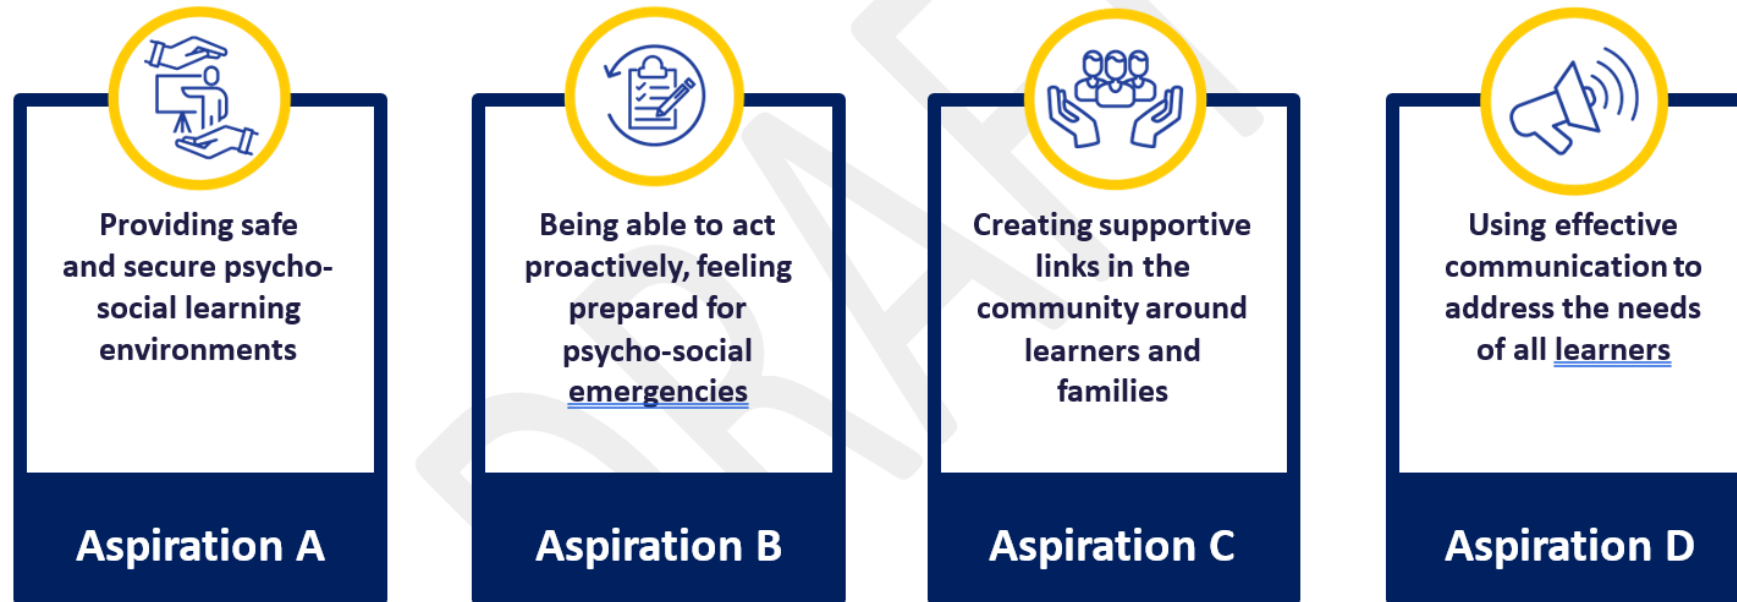 Providing safe
and secure psycho-
social learning
environments
Aspiration A
Being able to act
proactively, feeling
prepared for
psycho-social
emergencies
Aspiration B
Creating supportive
links in the
community around
learners and
families
Aspiration C
Using effective
communication to
address the needs
of all learners
Aspiration D
DRAFT